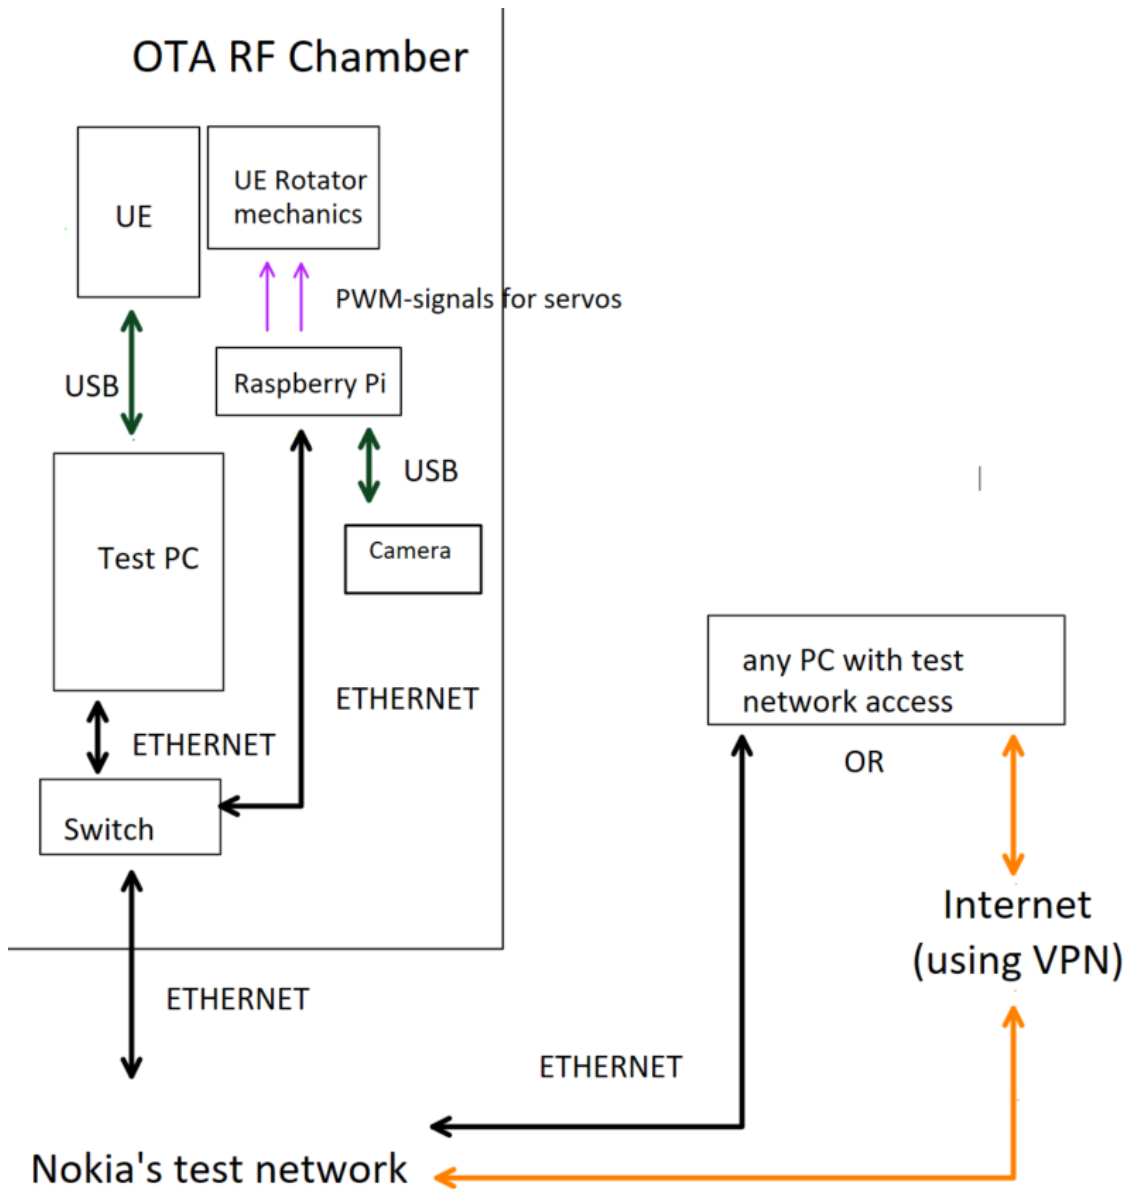 OTA RF Chamber
UE
UE Rotator
mechanics
PWM-signals for servos
USB
Raspberry Pi
USB
Test PC
Camera
ETHERNET
ETHERNET
Switch
any PC with test
network access
OR
Internet
(using VPN)
ETHERNET
ETHERNET
Nokia's test network